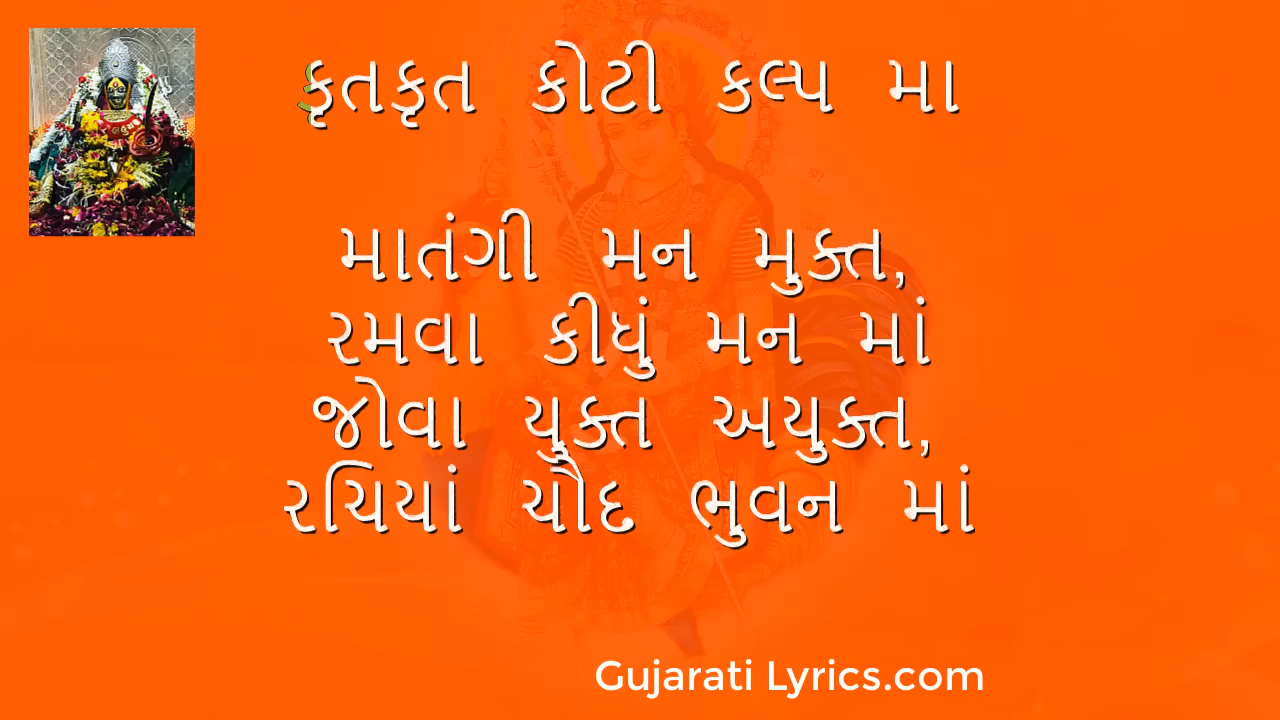 કૃતકૃત કોટી કલ્પ મા
માતંગી મન મુક્ત,
રમવા કીધું મન માં
જોવા યુક્ત અયુક્ત,
રચિયાં ચૌદ ભુવન માં
Gujarati Lyrics.com